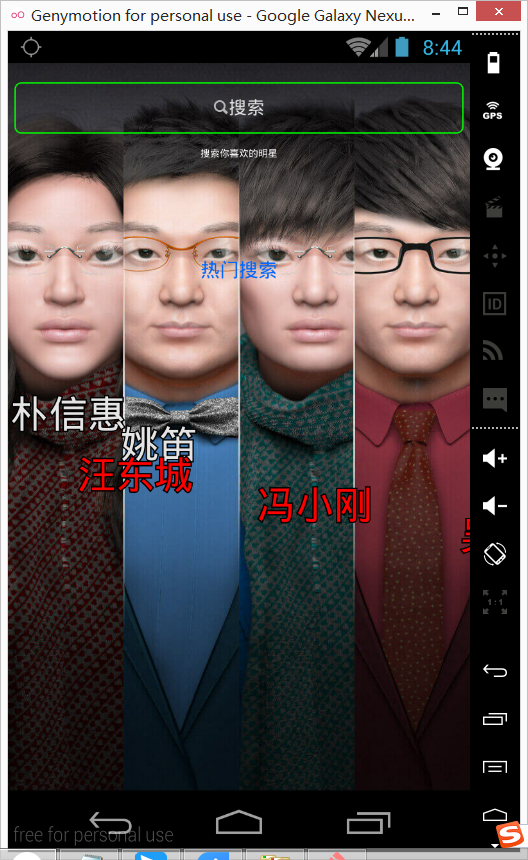 Genymotion for personal use - Google Galaxy Nexu...
8:44
搜索
GPS
搜索你喜欢的明星
热门搜索
ID
朴信惠
姚笛
汪东城
冯小刚
1:1
free for personal use